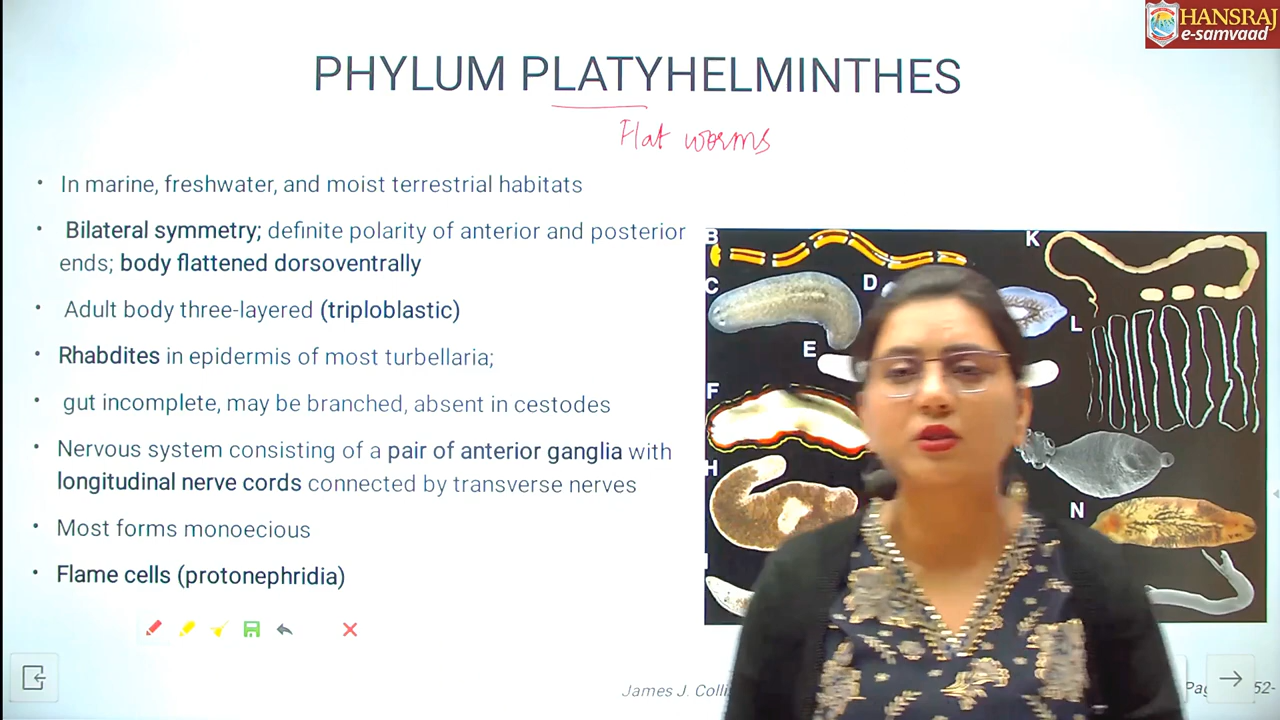 HANSRAJ
e-samvaad
PHYLUM PLATYHELMINTHES
Flat worms
• In marine, freshwater, and moist terrestrial habitats
• Bilateral symmetry; definite polarity of anterior and posterior
ends; body flattened dorsoventrally
• Adult body three-layered (triploblastic)
• Rhabdites in epidermis of most turbellaria;
• gut incomplete, may be branched, absent in cestodes
• Nervous system consisting of a pair of anterior ganglia with
longitudinal nerve cords connected by transverse nerves
• Most forms monoecious
• Flame cells (protonephridia)
B
K
C
D
L
E
F
H
N
James J.
52-